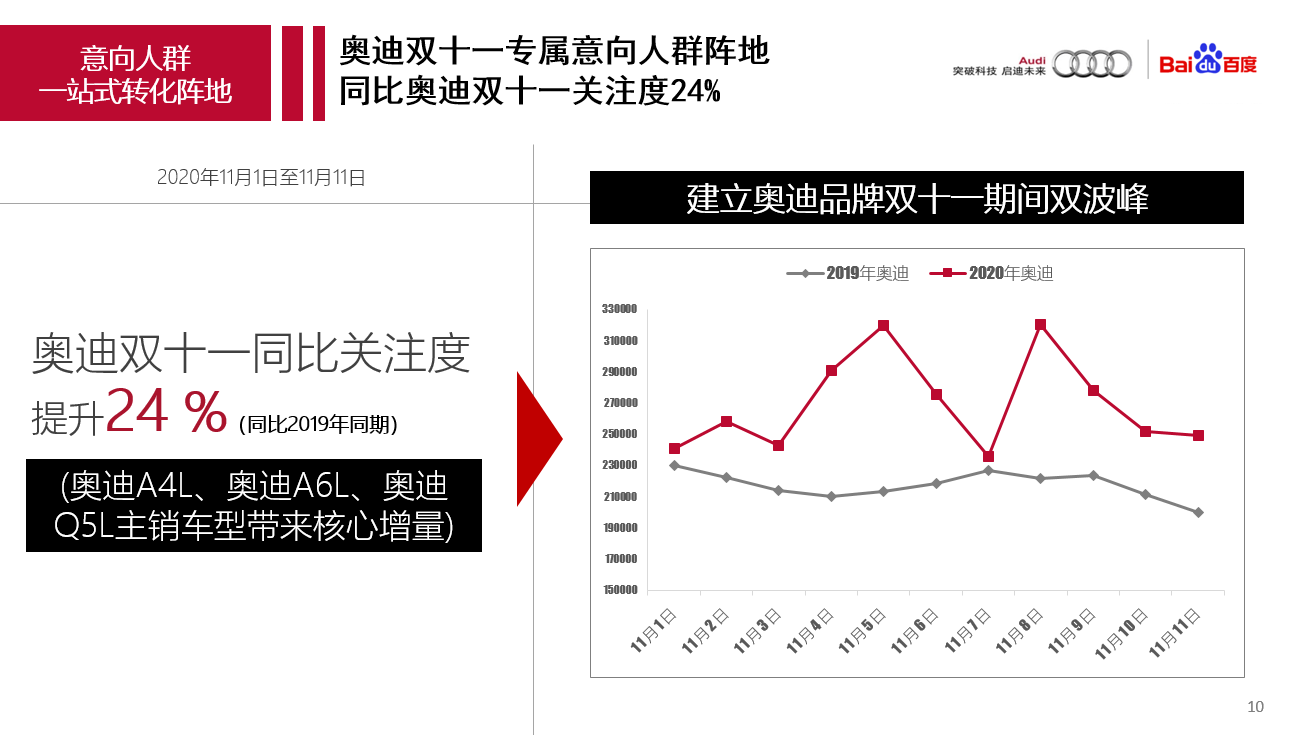 意向人群
一站式转化阵地
奥迪双十一专属意向人群阵地
同比奥迪双十一关注度24%
Audi
突破科技 启迪未来
Bai du 百度
2020年11月1日至11月11日
奥迪双十一同比关注度
提升24 % (同比2019年同期)
(奥迪A4L、奥迪A6L、奥迪
Q5L主销车型带来核心增量)
建立奥迪品牌双十一期间双波峰
2019年奥迪 2020年奥迪
330000
310000
290000
270000
250000
230000
210000
190000
170000
150000
11月1日 11月2日 11月3日 11月4日 11月5日 11月6日 11月7日 11月8日 11月9日 11月10日 11月11日
10